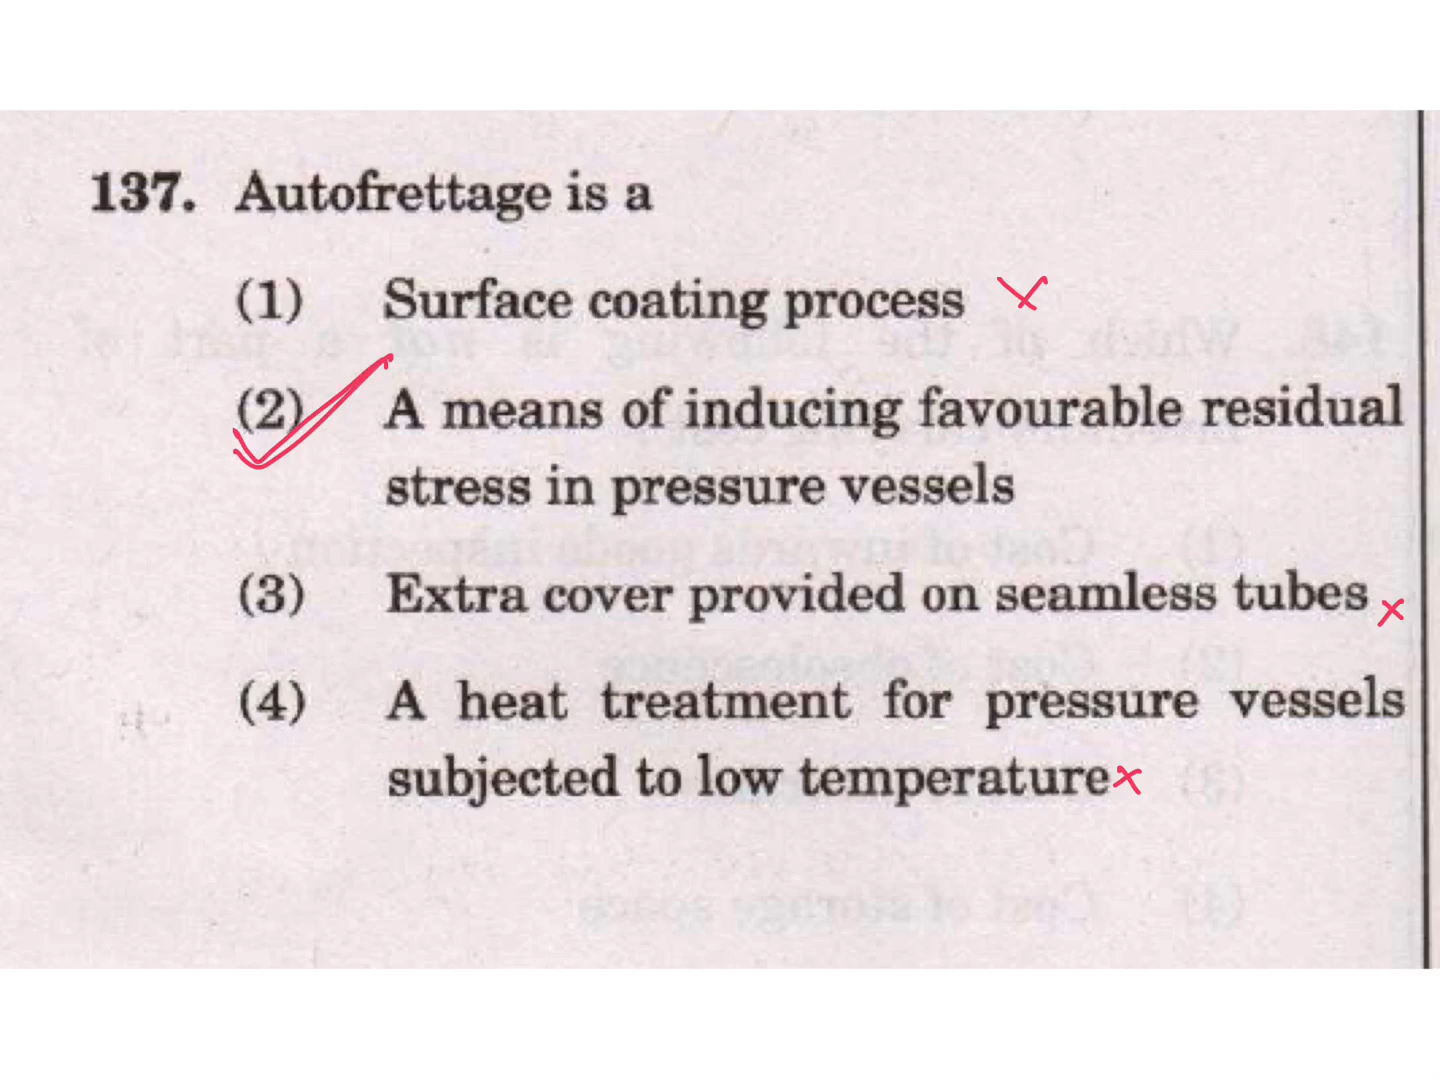 137. Autofrettage is a
(1) Surface coating process
(2) A means of inducing favourable residual
stress in pressure vessels
(3) Extra cover provided on seamless tubes
(4) A heat treatment for pressure vessels
subjected to low temperature